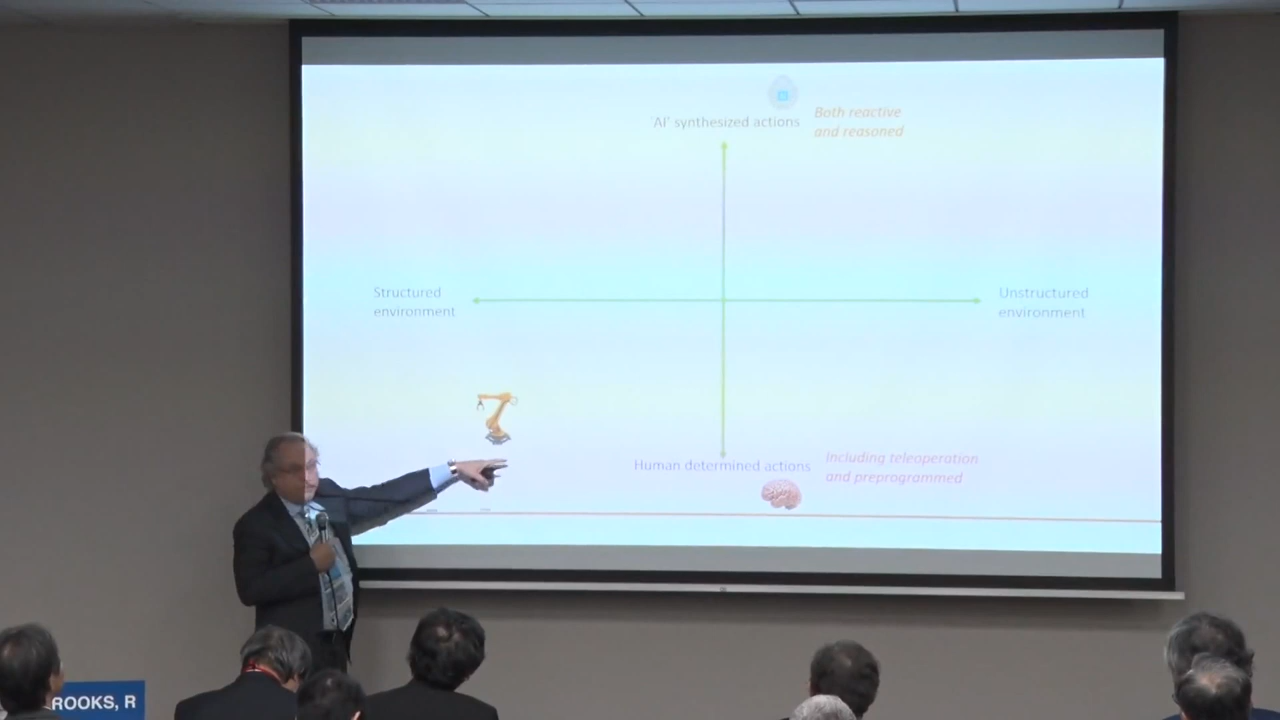 'AI' synthesized actions
Both reactive
and reasoned
Structured
environment
Unstructured
environment
Human determined actions
Including teleoperation
and preprogrammed
ROOKS, R